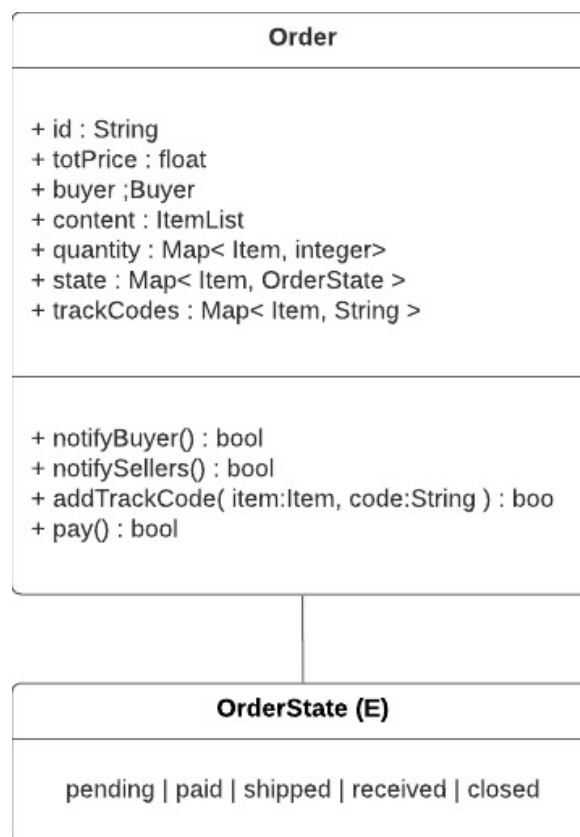 Order
+ id : String
+ totPrice : float
+ buyer ;Buyer
+ content : ItemList
+ quantity : Map< Item, integer>
+ state : Map< Item, OrderState >
+ trackCodes : Map< Item, String >
+ notifyBuyer() : bool
+ notifySellers() : bool
+ addTrackCode( item:Item, code:String ) : boo
+ pay() : bool
OrderState (E)
pending | paid | shipped | received | closed